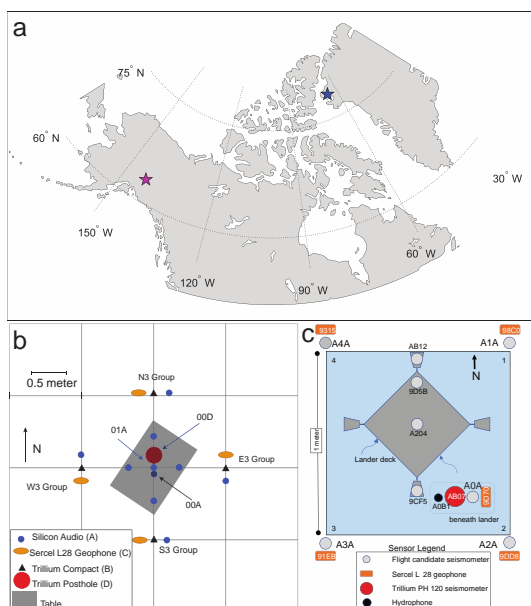 a
75° N
60° N
150° W
120° W
90° W
60° W
30° W
b
0.5 meter
N
N3 Group
01A
00D
E3 Group
W3 Group
00A
S3 Group
Silicon Audio (A)
Sercel L28 Geophone (C)
Trillium Compact (B)
Trillium Posthole (D)
Table
c
9315
98C0
A4A
AB12
A1A
4
1
N
9D5B
1 meter
A204
Lander deck
9CF5
A0A
AB07
9D70
A0B1
beneath lander
3
2
A3A
A2A
91EB
9DD8
Sensor Legend
Flight candidate seismometer
Sercel L 28 geophone
Trillium PH 120 seismometer
Hydrophone